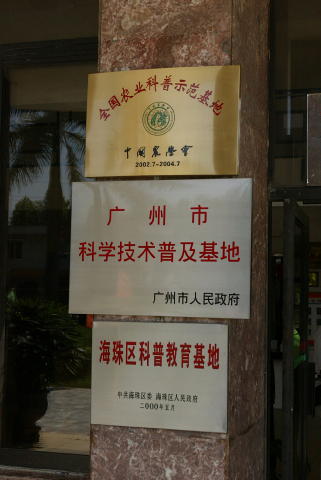 全国农业科普示范基地
中国农学會
2002.7-2004.7
广州市
科学技术普及基地
广州市人民政府
海珠区科普教育基地
中共海珠区委 海珠区人民政府
二000年五月